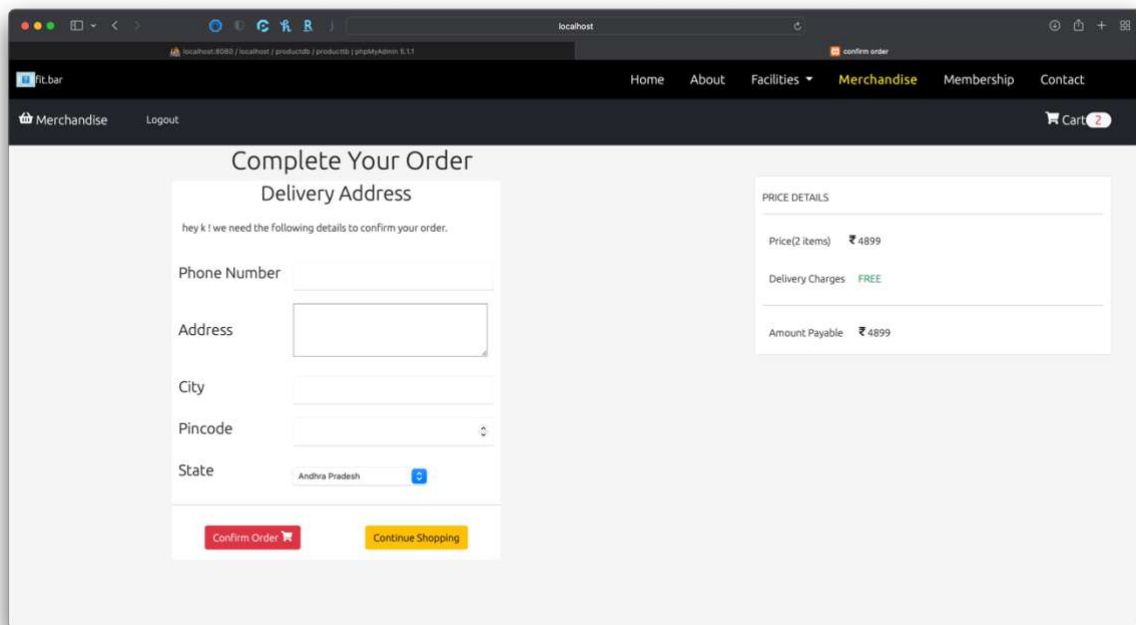 localhost
localhost:8080 / localhost / productdb / producttb | phpMyAdmin 5.1.1
confirm order
fit.bar
Home About Facilities Merchandise Membership Contact
Merchandise Logout Cart 2
Complete Your Order
Delivery Address
hey k ! we need the following details to confirm your order.
Phone Number
Address
City
Pincode
State Andhra Pradesh
Confirm Order Continue Shopping
PRICE DETAILS
Price(2 items) ₹ 4899
Delivery Charges FREE
Amount Payable ₹ 4899